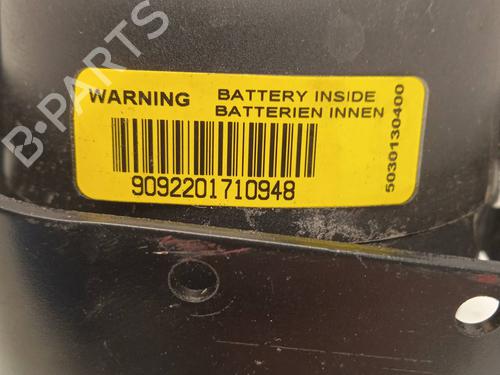 WARNING
BATTERY INSIDE
BATTERIEN INNEN
9092201710948
5030130400
B-PARTS